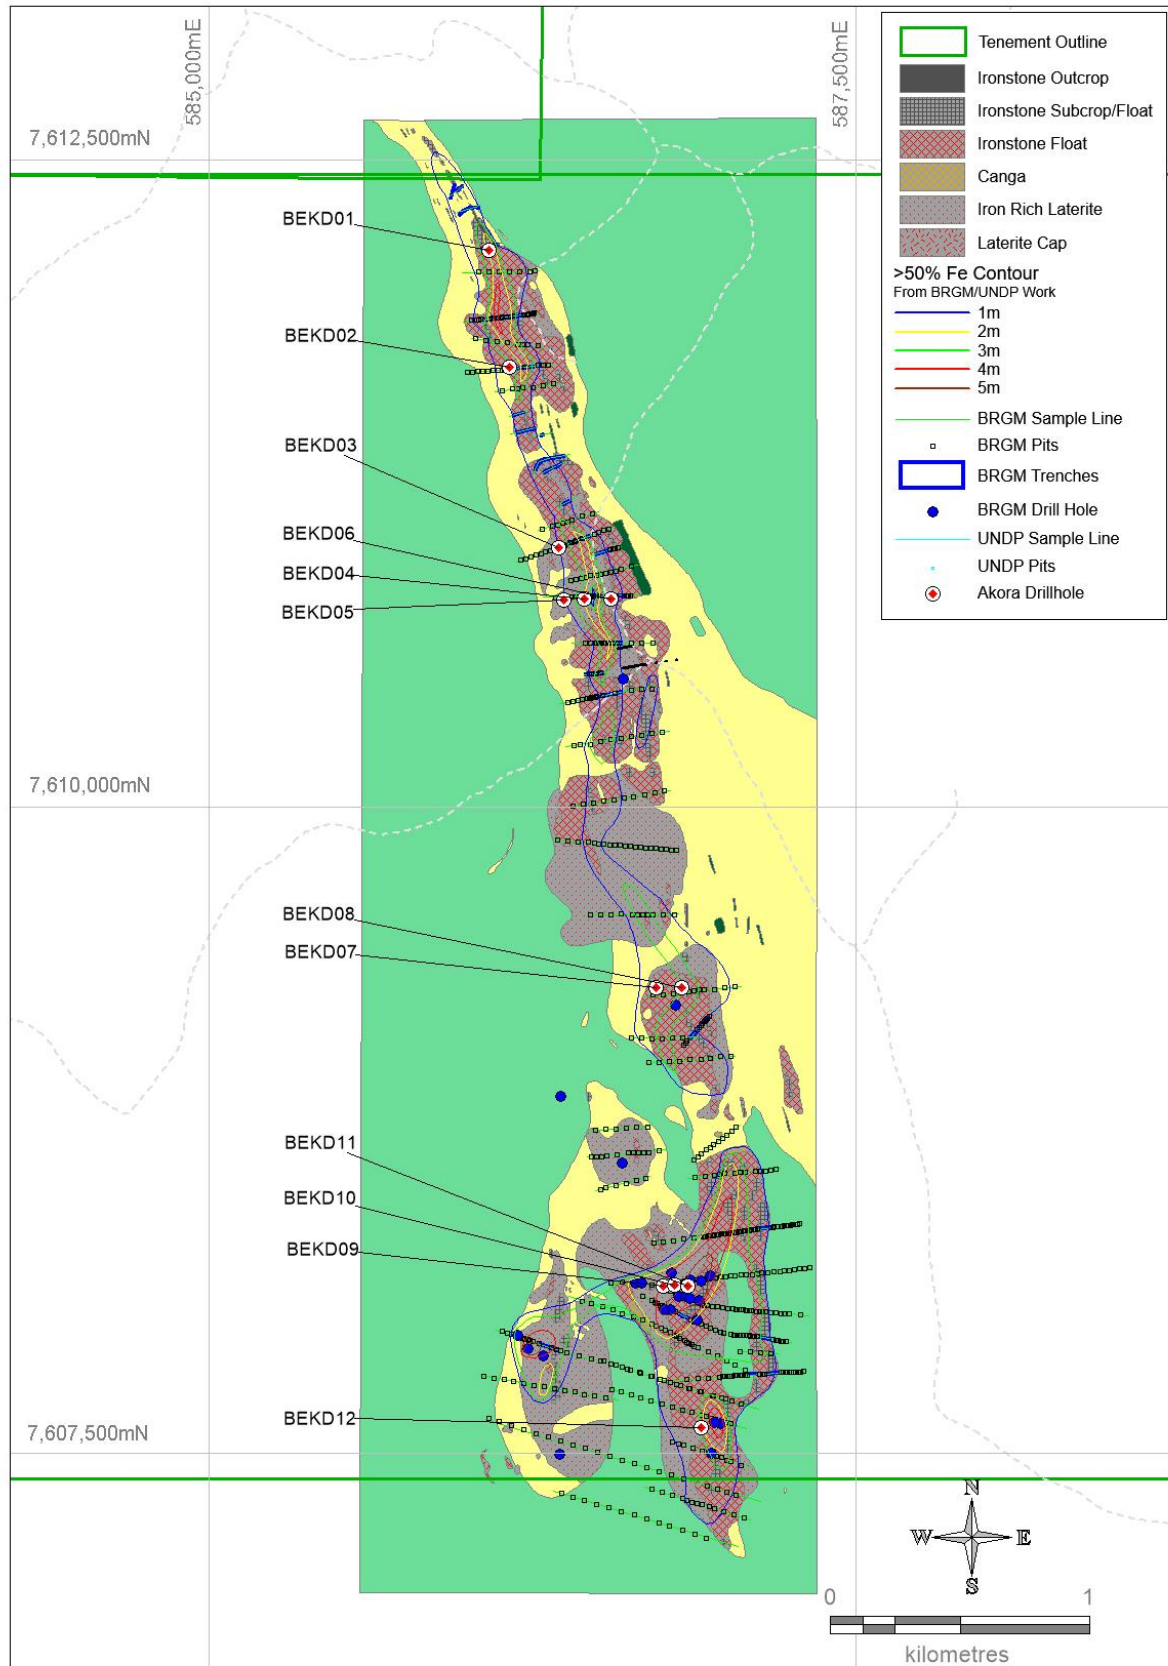 585,000mE
587,500mE
7,612,500mN
BEKD01
BEKD02
BEKD03
BEKD06
BEKD04
BEKD05
7,610,000mN
BEKD08
BEKD07
BEKD11
BEKD10
BEKD09
BEKD12
7,607,500mN
Tenement Outline
Ironstone Outcrop
Ironstone Subcrop/Float
Ironstone Float
Canga
Iron Rich Laterite
Laterite Cap
>50% Fe Contour
From BRGM/UNDP Work
1m
2m
3m
4m
5m
BRGM Sample Line
BRGM Pits
BRGM Trenches
BRGM Drill Hole
UNDP Sample Line
UNDP Pits
Akora Drillhole
N
W E
S
0 1
kilometres